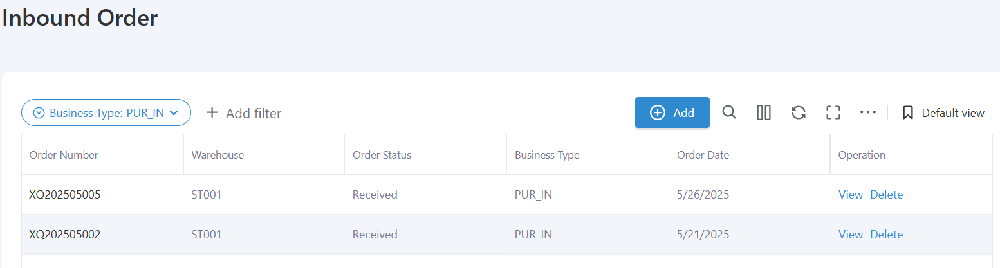 Inbound Order
Business Type: PUR_IN Add filter Add Default view
Order Number Warehouse Order Status Business Type Order Date Operation
XQ202505005 ST001 Received PUR_IN 5/26/2025 View Delete
XQ202505002 ST001 Received PUR_IN 5/21/2025 View Delete